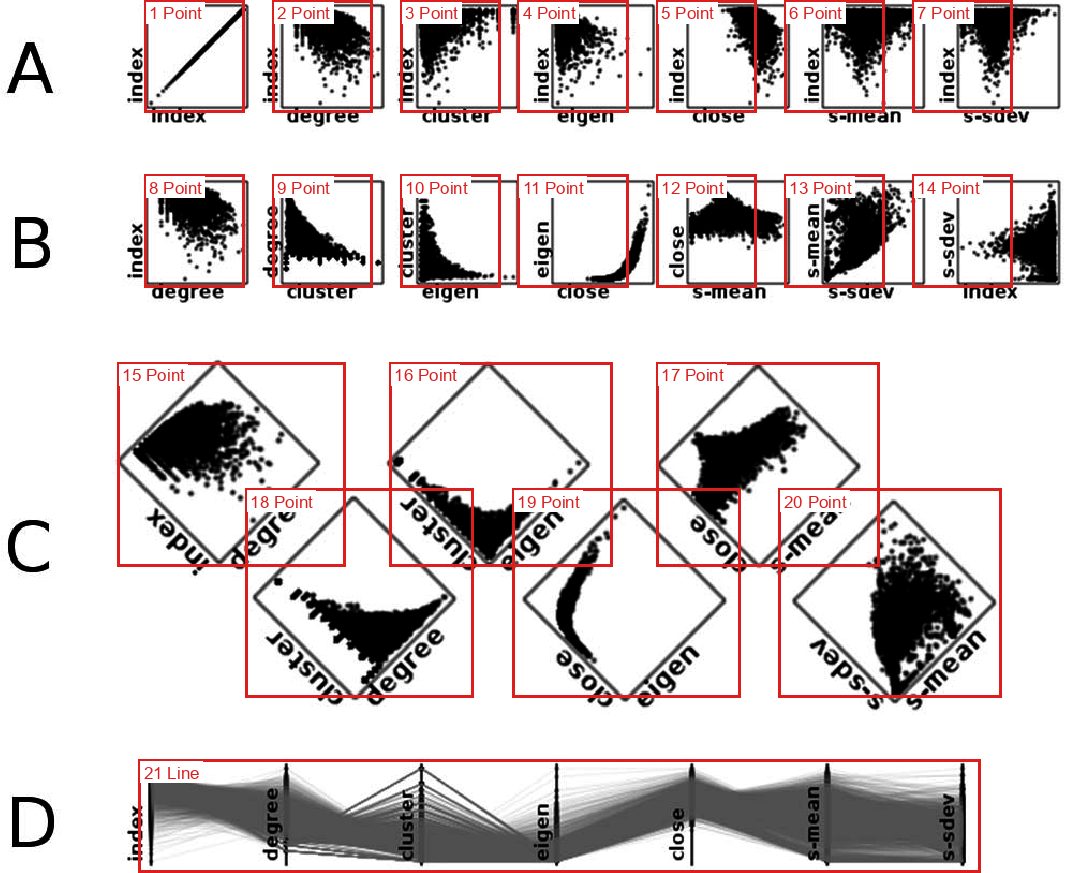 A
1 Point
2 Point
3 Point
4 Point
5 Point
6 Point
7 Point
index index index index index index index
index degree cluster eigen close s-mean s-sdev
B
8 Point
9 Point
10 Point
11 Point
12 Point
13 Point
14 Point
index degree cluster eigen close s-mean s-sdev
degree cluster eigen close s-mean s-sdev index
C
15 Point
16 Point
17 Point
index degree
cluster eigen
close s-mean
18 Point
19 Point
20 Point
cluster degree
close eigen
s-sdev s-mean
D
21 Line
index degree cluster eigen close s-mean s-sdev